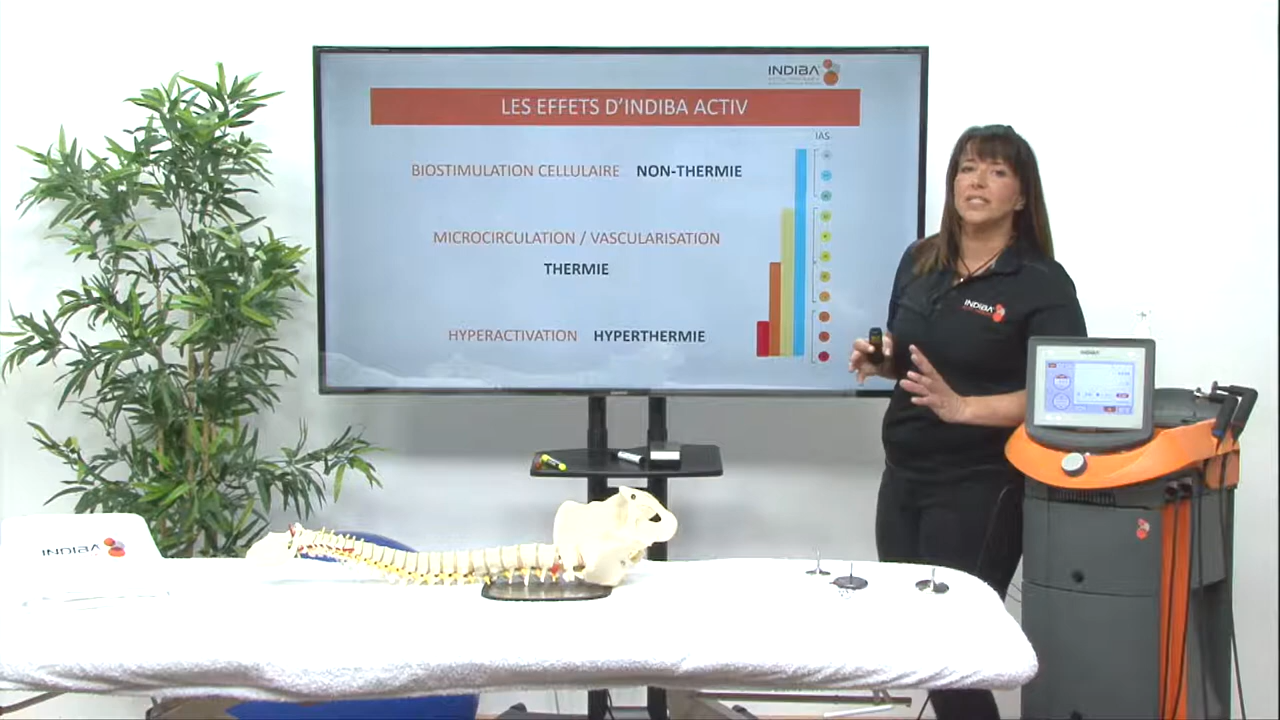 INDIBA
LES EFFETS D'INDIBA ACTIV
IAS
BIOSTIMULATION CELLULAIRE NON-THERMIE
MICROCIRCULATION / VASCULARISATION
THERMIE
HYPERACTIVATION HYPERTHERMIE
INDIBA
INDIBA
INDIBA